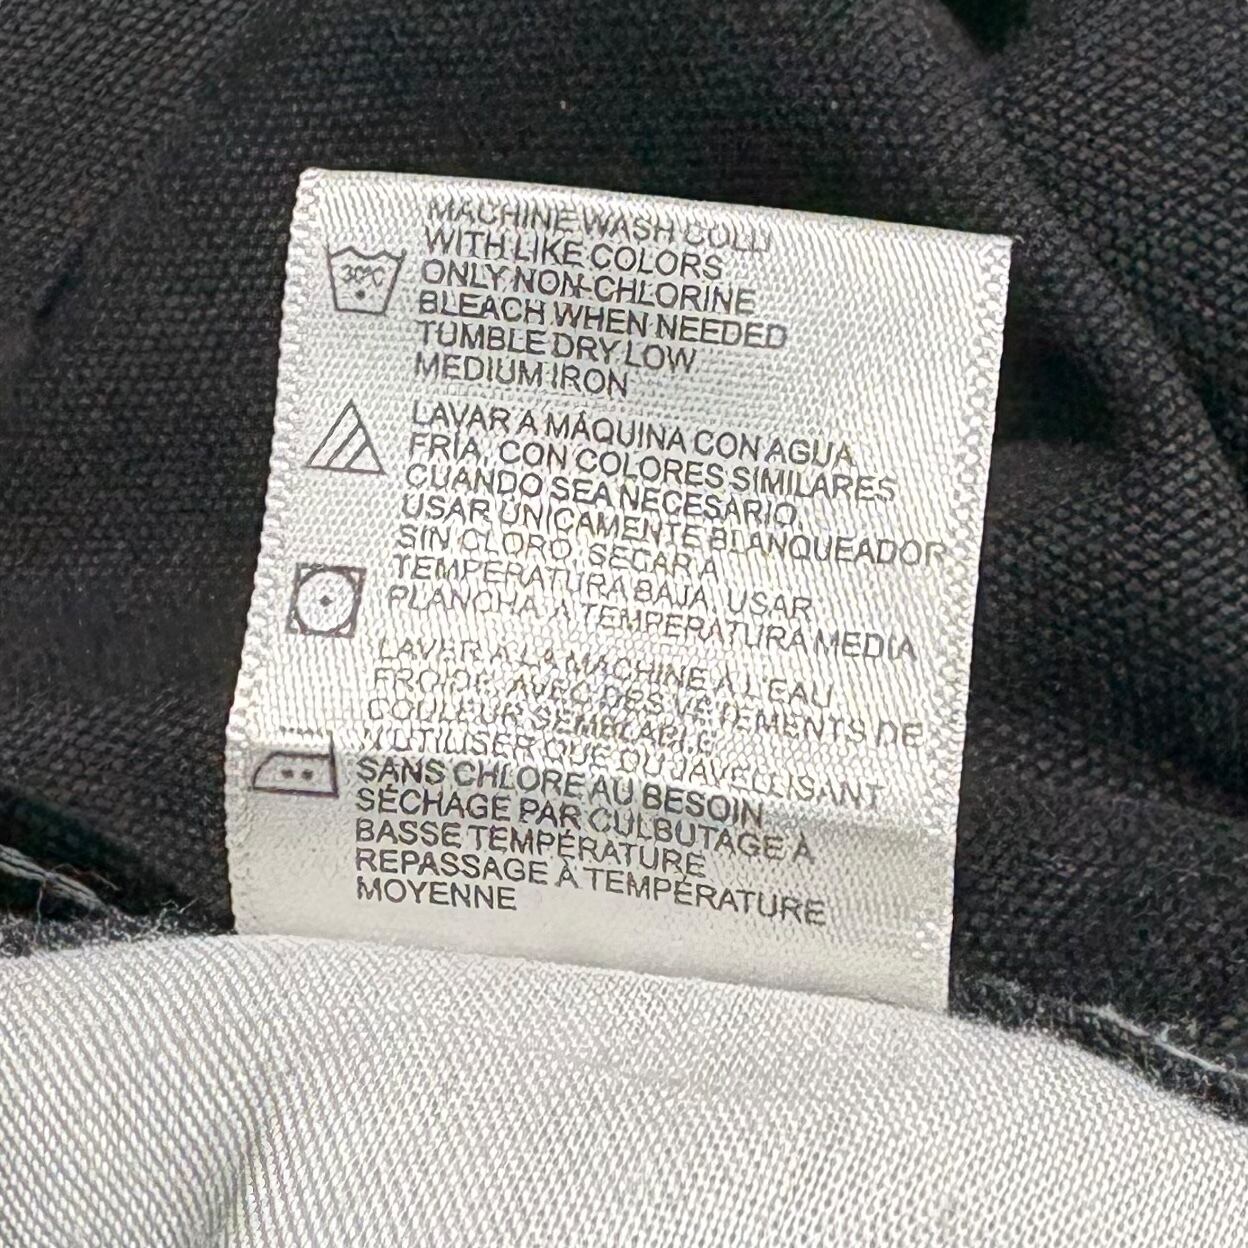 MACHINE WASH COLD
WITH LIKE COLORS
ONLY NON-CHLORINE
BLEACH WHEN NEEDED
TUMBLE DRY LOW
MEDIUM IRON
30°C
LAVAR A MÁQUINA CON AGUA
FRÍA, CON COLORES SIMILARES
CUANDO SEA NECESARIO,
USAR ÚNICAMENTE BLANQUEADOR
SIN CLORO, SECAR A
TEMPERATURA BAJA, USAR
PLANCHA A TEMPERATURA MEDIA
LAVER A LA MACHINE À L'EAU
FROIDE, AVEC DES VÊTEMENTS DE
COULEUR SEMBLABLE
N'UTILISER QUE DU JAVELLISANT
SANS CHLORE AU BESOIN
SÉCHAGE PAR CULBUTAGE À
BASSE TEMPÉRATURE
REPASSAGE À TEMPÉRATURE
MOYENNE